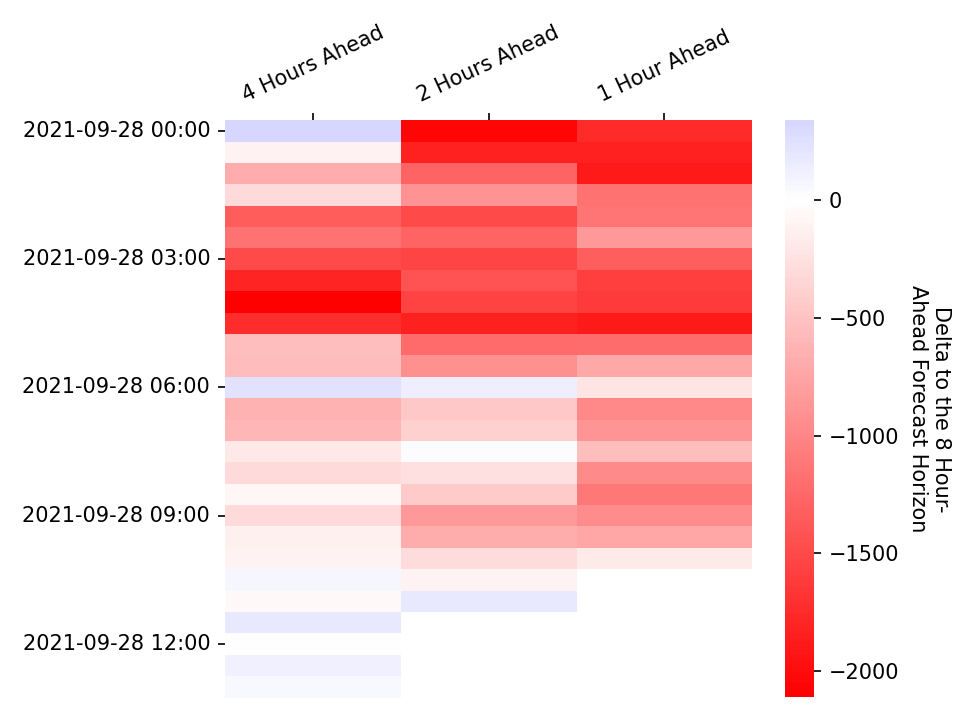 4 Hours Ahead
2 Hours Ahead
1 Hour Ahead
2021-09-28 00:00
2021-09-28 03:00
2021-09-28 06:00
2021-09-28 09:00
2021-09-28 12:00
0
−500
−1000
−1500
−2000
Delta to the 8 Hour-
Ahead Forecast Horizon